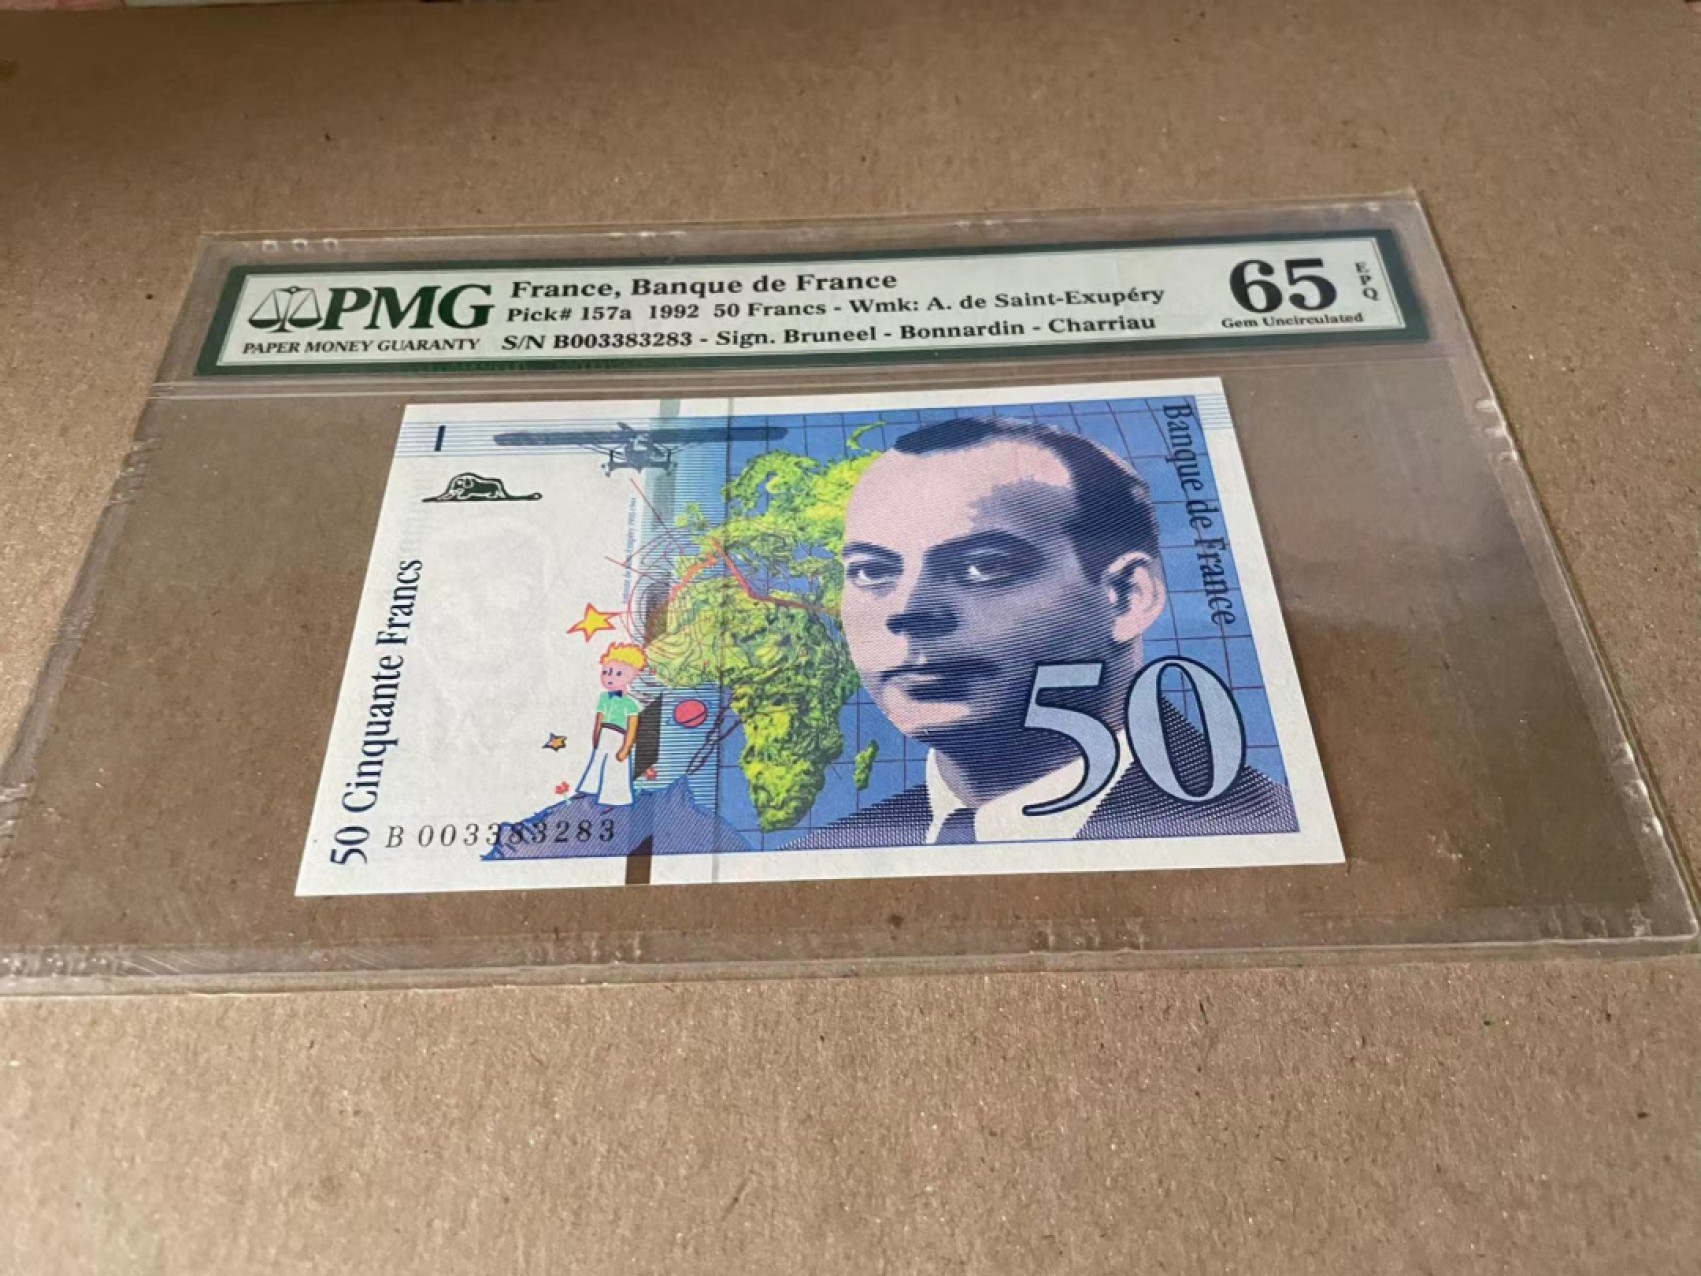 PMG
PAPER MONEY GUARANTY
France, Banque de France
Pick# 157a 1992 50 Francs - Wmk: A. de Saint-Exupéry
S/N B003383283 - Sign. Bruneel - Bonnardin - Charriau
65 EPQ
Gem Uncirculated
Banque de France
50 Cinquante Francs
B 003383283
50